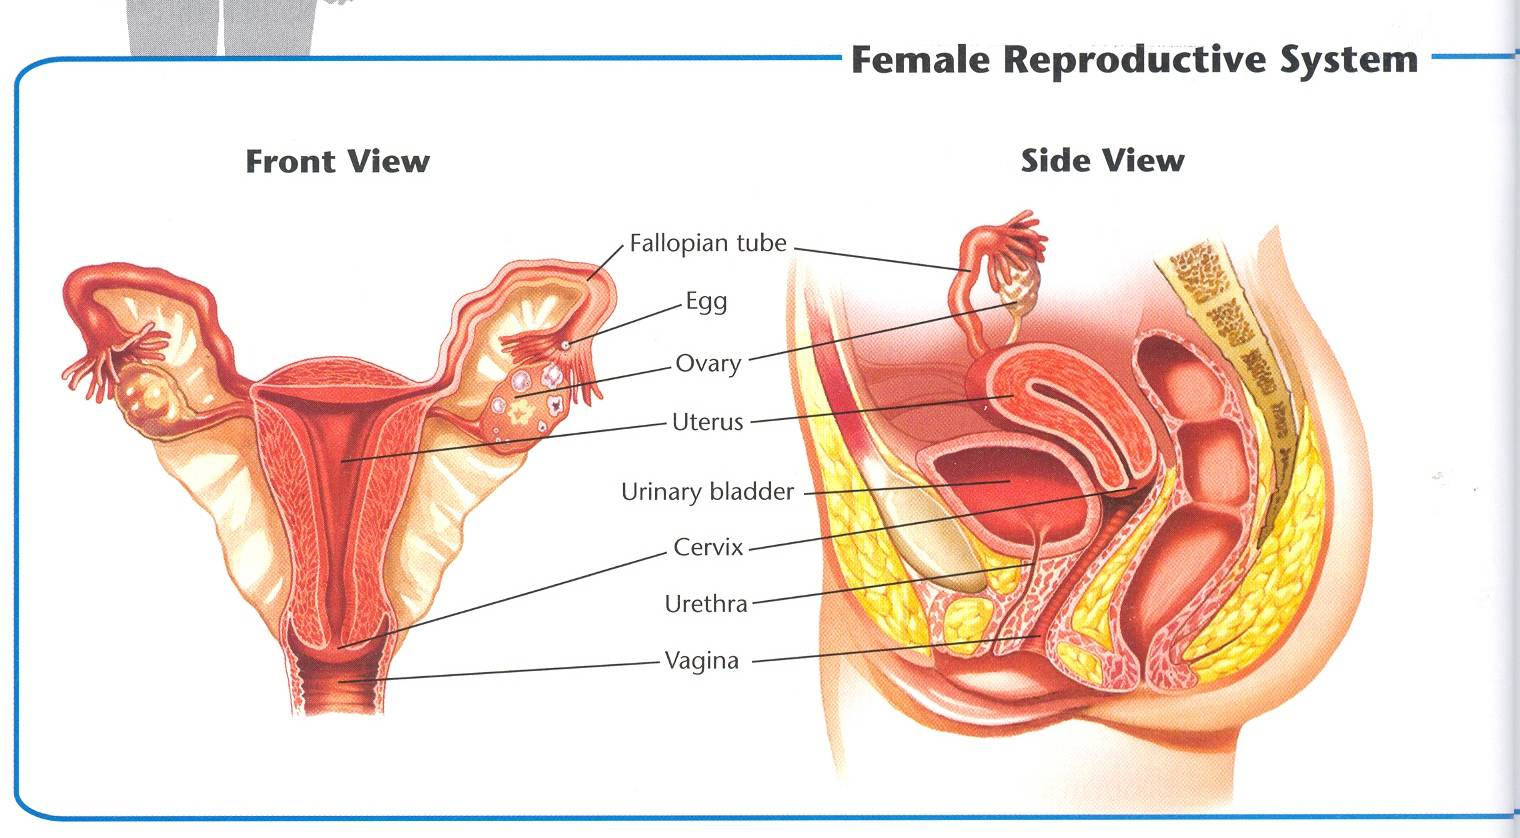 Female Reproductive System
Front View
Side View
Fallopian tube
Egg
Ovary
Uterus
Urinary bladder
Cervix
Urethra
Vagina